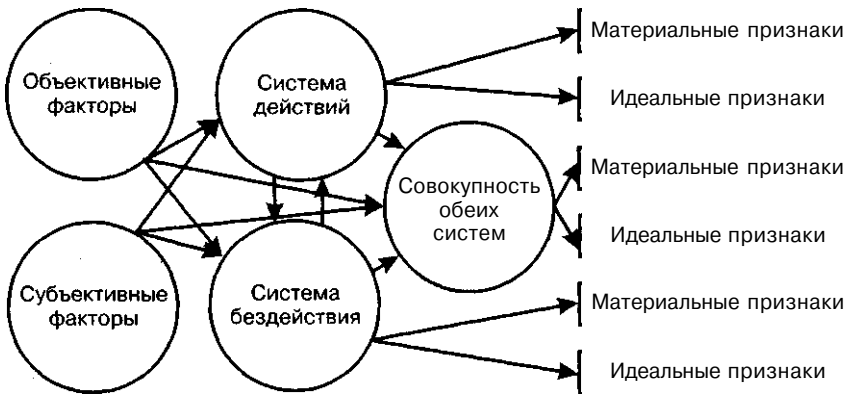 Объективные
факторы
Система
действий
Материальные признаки
Идеальные признаки
Совокупность
обеих
систем
Материальные признаки
Идеальные признаки
Субъективные
факторы
Система
бездействия
Материальные признаки
Идеальные признаки